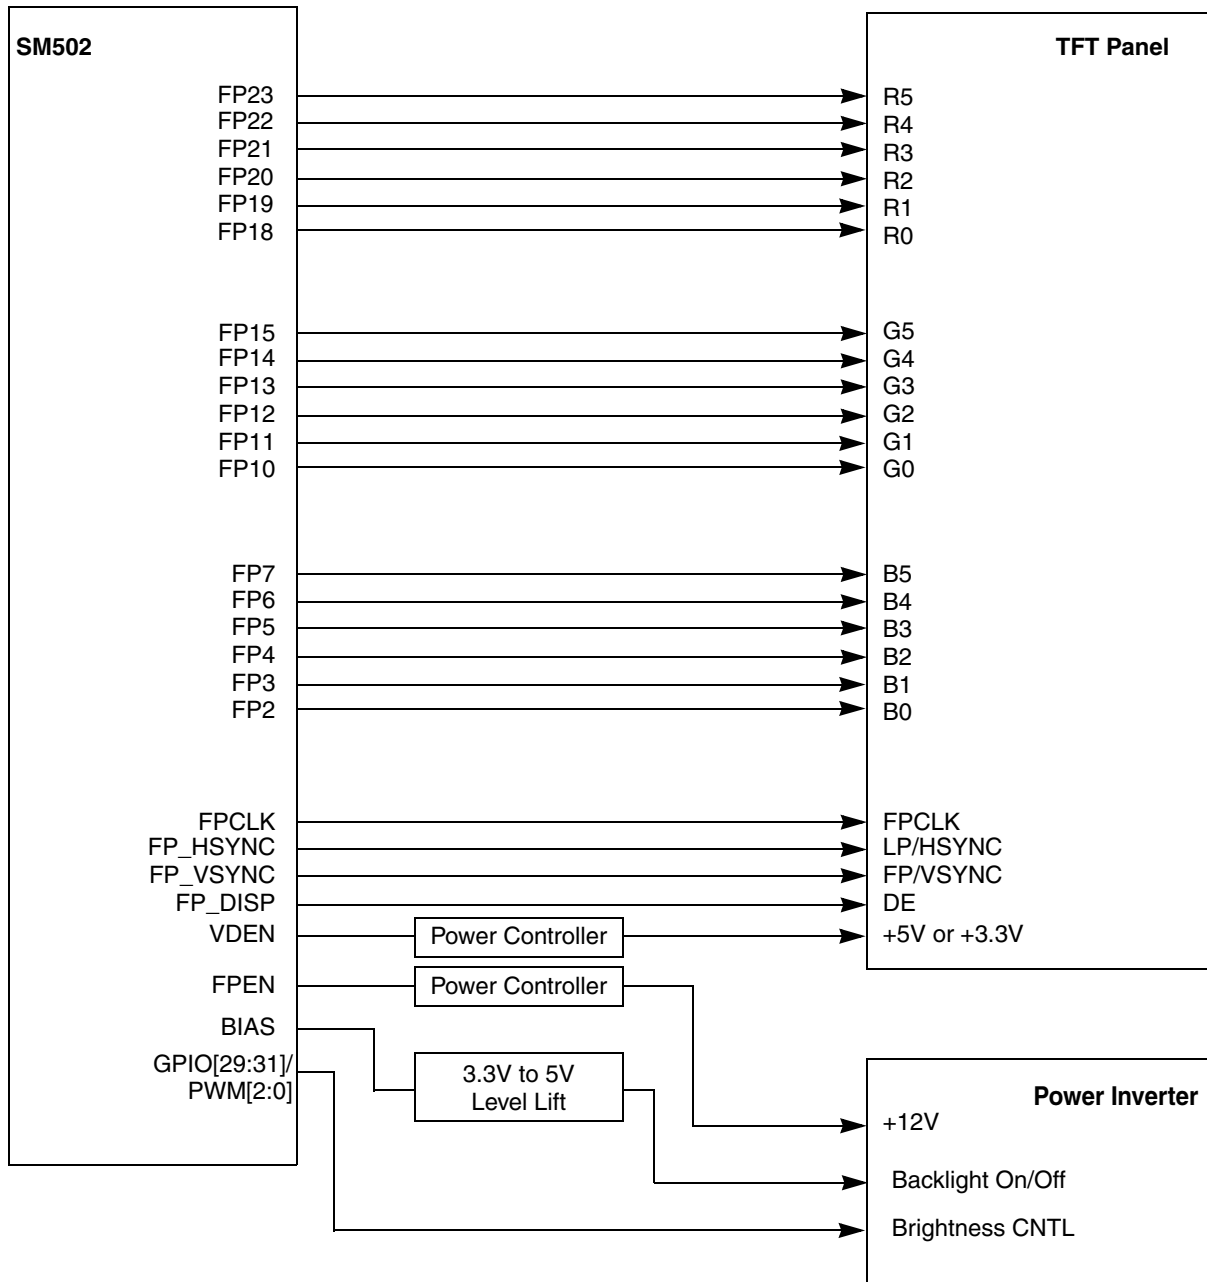 SM502
TFT Panel
FP23
R5
FP22
R4
FP21
R3
FP20
R2
FP19
R1
FP18
R0
FP15
G5
FP14
G4
FP13
G3
FP12
G2
FP11
G1
FP10
G0
FP7
B5
FP6
B4
FP5
B3
FP4
B2
FP3
B1
FP2
B0
FPCLK
FPCLK
FP_HSYNC
LP/HSYNC
FP_VSYNC
FP/VSYNC
FP_DISP
DE
VDEN
Power Controller
+5V or +3.3V
FPEN
Power Controller
BIAS
GPIO[29:31]/
PWM[2:0]
3.3V to 5V
Level Lift
Power Inverter
+12V
Backlight On/Off
Brightness CNTL